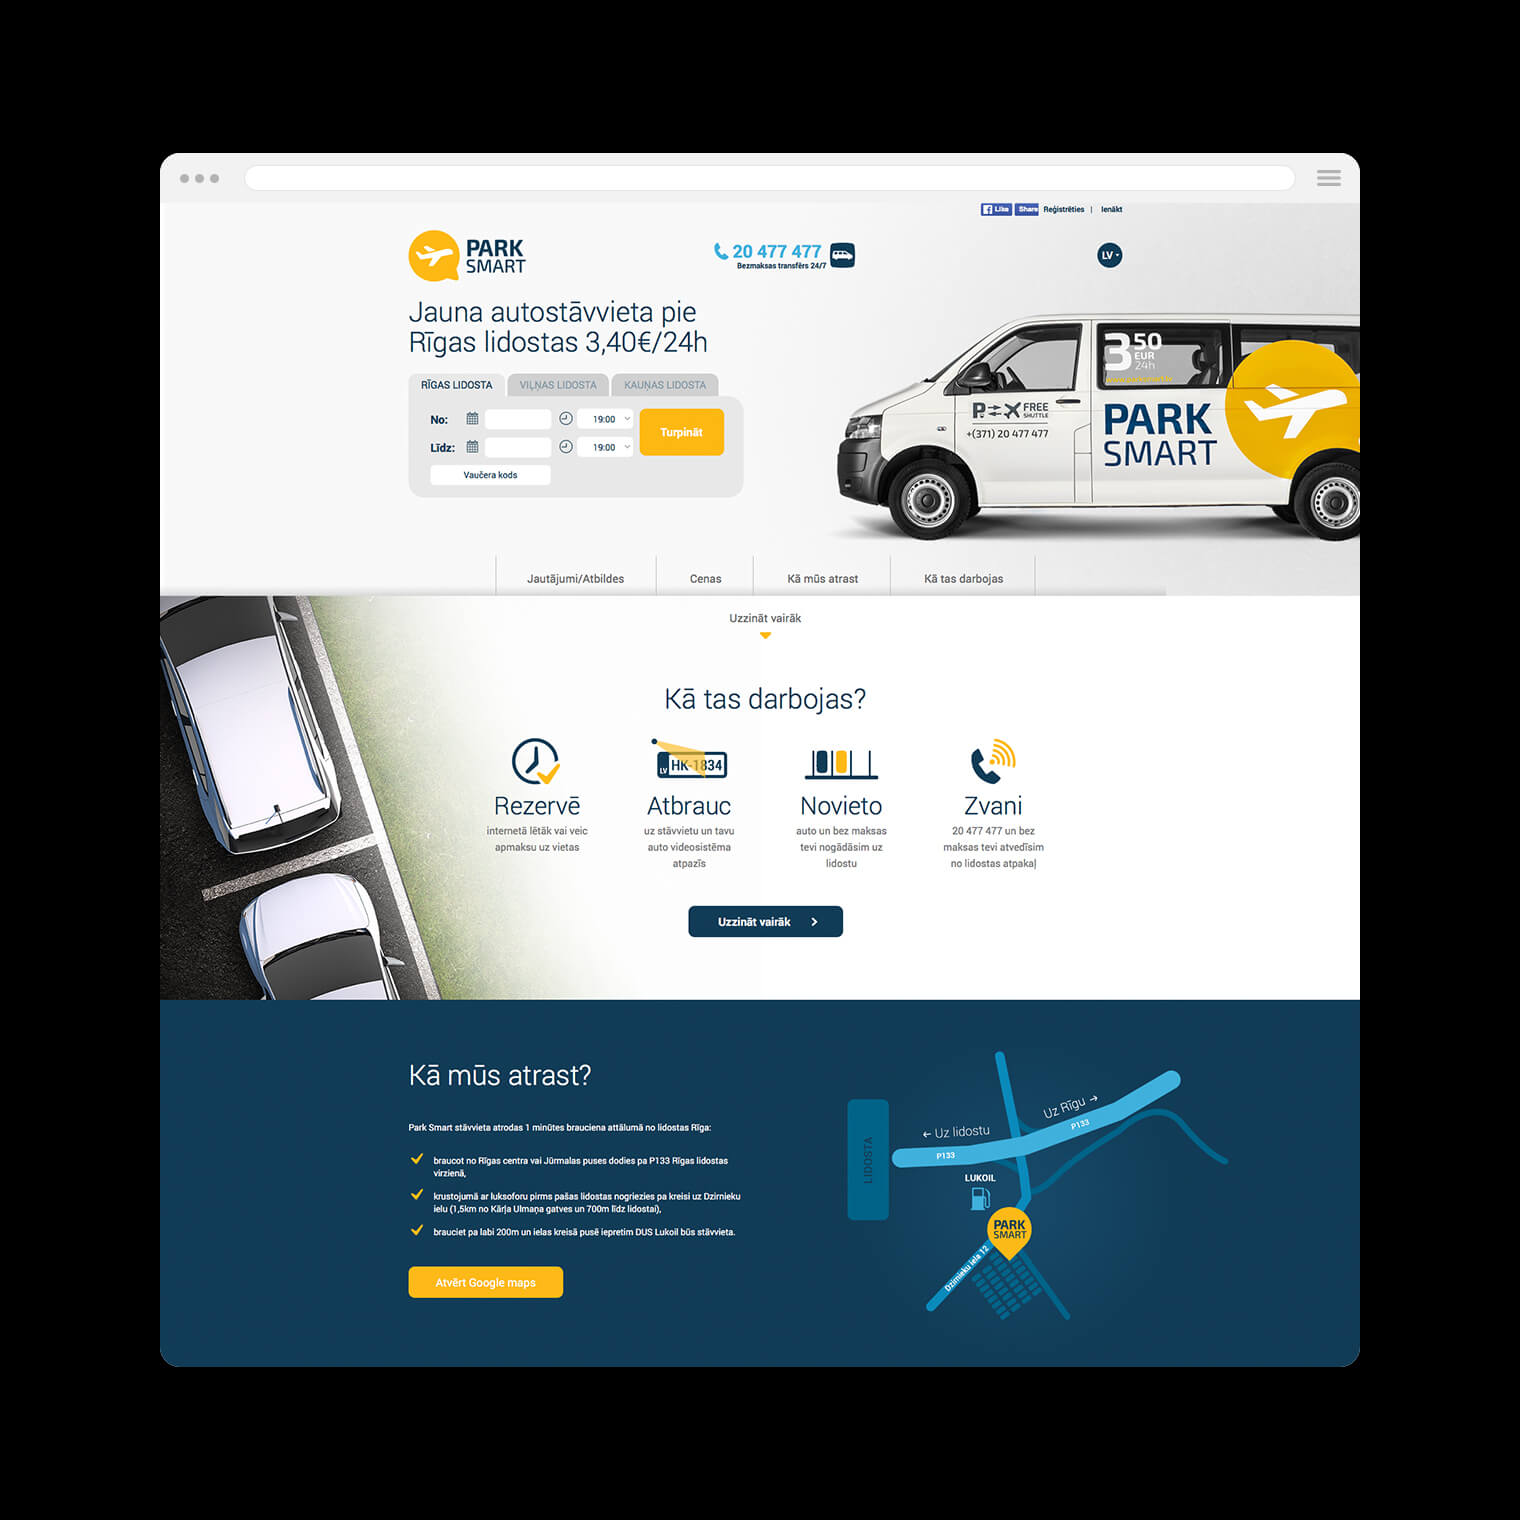 Like Share Reģistrēties | Ienākt
PARK
SMART
20 477 477
Bezmaksas transfērs 24/7
LV
Jauna autostāvvieta pie
Rīgas lidostas 3,40€/24h
RĪGAS LIDOSTA
VIĻŅAS LIDOSTA
KAUŅAS LIDOSTA
No:
19:00
Līdz:
19:00
Turpināt
Vaučera kods
3 50
EUR
24h
P FREE
SHUTTLE
+(371) 20 477 477
PARK
SMART
Jautājumi/Atbildes
Cenas
Kā mūs atrast
Kā tas darbojas
Uzzināt vairāk
Kā tas darbojas?
LV HK-1834
Rezervē
internetā lētāk vai veic
apmaksu uz vietas
Atbrauc
uz stāvvietu un tavu
auto videosistēma
atpazīs
Novieto
auto un bez maksas
tevi nogādāsim uz
lidostu
Zvani
20 477 477 un bez
maksas tevi atvedīsim
no lidostas atpakaļ
Uzzināt vairāk
Kā mūs atrast?
Park Smart stāvvieta atrodas 1 minūtes brauciena attālumā no lidostas Rīga:
braucot no Rīgas centra vai Jūrmalas puses dodies pa P133 Rīgas lidostas
virzienā,
krustojumā ar luksoforu pirms pašas lidostas nogriezies pa kreisi uz Dzirnieku
ielu (1,5km no Kārļa Ulmaņa gatves un 700m līdz lidostai),
brauciet pa labi 200m un ielas kreisā pusē iepretim DUS Lukoil būs stāvvieta.
Atvērt Google maps
LIDOSTA
← Uz lidostu
Uz Rīgu →
P133
P133
LUKOIL
PARK
SMART
Dzirnieku iela 12